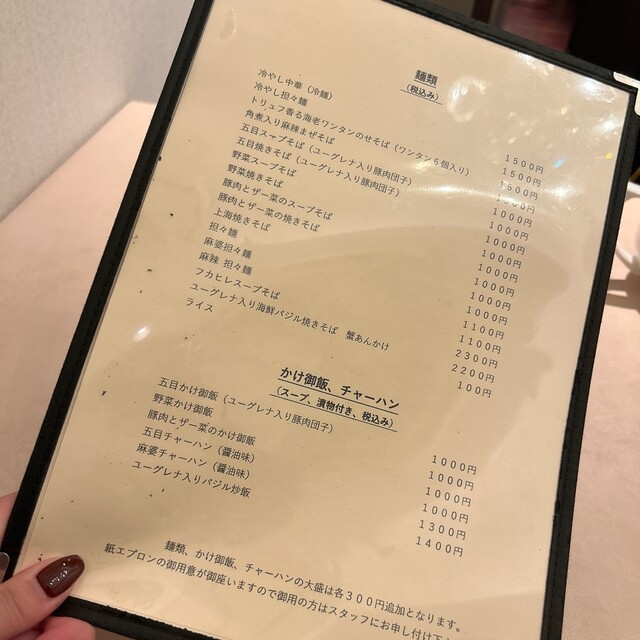 麺類
（税込み）
冷やし中華（冷麺） 1500円
冷やし担々麺 1500円
トリュフ香る海老ワンタンのせそば（ワンタン６個入り） 1500円
角煮入り麻辣まぜそば
五目スープそば（ユーグレナ入り豚肉団子） 1000円
五目焼きそば（ユーグレナ入り豚肉団子） 1000円
野菜スープそば 1000円
野菜焼きそば 1000円
豚肉とザー菜のスープそば 1000円
豚肉とザー菜の焼きそば 1000円
上海焼きそば 1000円
担々麺 1000円
麻婆担々麺 1100円
麻辣 担々麺 1100円
フカヒレスープそば 2300円
ユーグレナ入り海鮮バジル焼きそば 蟹あんかけ 2200円
ライス 100円
かけ御飯、チャーハン
（スープ、漬物付き、税込み）
五目かけ御飯（ユーグレナ入り豚肉団子） 1000円
野菜かけ御飯 1000円
豚肉とザー菜のかけ御飯 1000円
五目チャーハン（醤油味） 1000円
麻婆チャーハン（醤油味） 1300円
ユーグレナ入りバジル炒飯 1400円
麺類、かけ御飯、チャーハンの大盛は各３００円追加となります。
紙エプロンの御用意が御座いますので御用の方はスタッフにお申し付け下